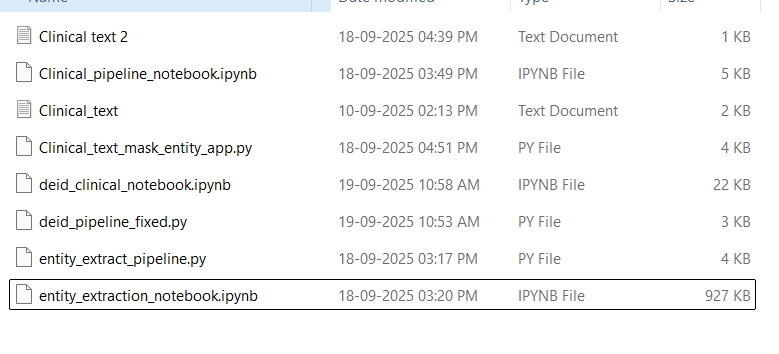 Name Date modified Type Size
Clinical text 2 18-09-2025 04:39 PM Text Document 1 KB
Clinical_pipeline_notebook.ipynb 18-09-2025 03:49 PM IPYNB File 5 KB
Clinical_text 10-09-2025 02:13 PM Text Document 2 KB
Clinical_text_mask_entity_app.py 18-09-2025 04:51 PM PY File 4 KB
deid_clinical_notebook.ipynb 19-09-2025 10:58 AM IPYNB File 22 KB
deid_pipeline_fixed.py 19-09-2025 10:53 AM PY File 3 KB
entity_extract_pipeline.py 18-09-2025 03:17 PM PY File 4 KB
entity_extraction_notebook.ipynb 18-09-2025 03:20 PM IPYNB File 927 KB